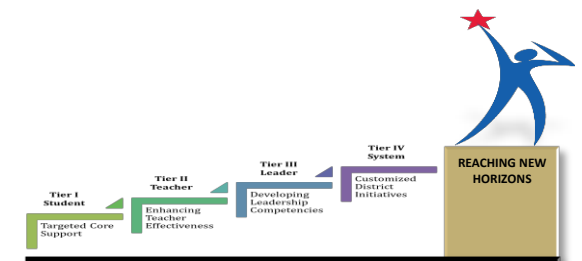 Tier I
Student
Targeted Core
Support
Tier II
Teacher
Enhancing
Teacher
Effectiveness
Tier III
Leader
Developing
Leadership
Competencies
Tier IV
System
Customized
District
Initiatives
REACHING NEW
HORIZONS